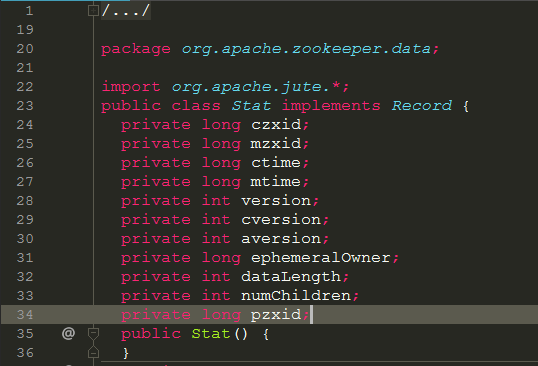 1 /.../
19
20 package org.apache.zookeeper.data;
21
22 import org.apache.jute.*;
23 public class Stat implements Record {
24 private long czxid;
25 private long mzxid;
26 private long ctime;
27 private long mtime;
28 private int version;
29 private int cversion;
30 private int aversion;
31 private long ephemeralOwner;
32 private int dataLength;
33 private int numChildren;
34 private long pzxid;
35 @ public Stat() {
36 }